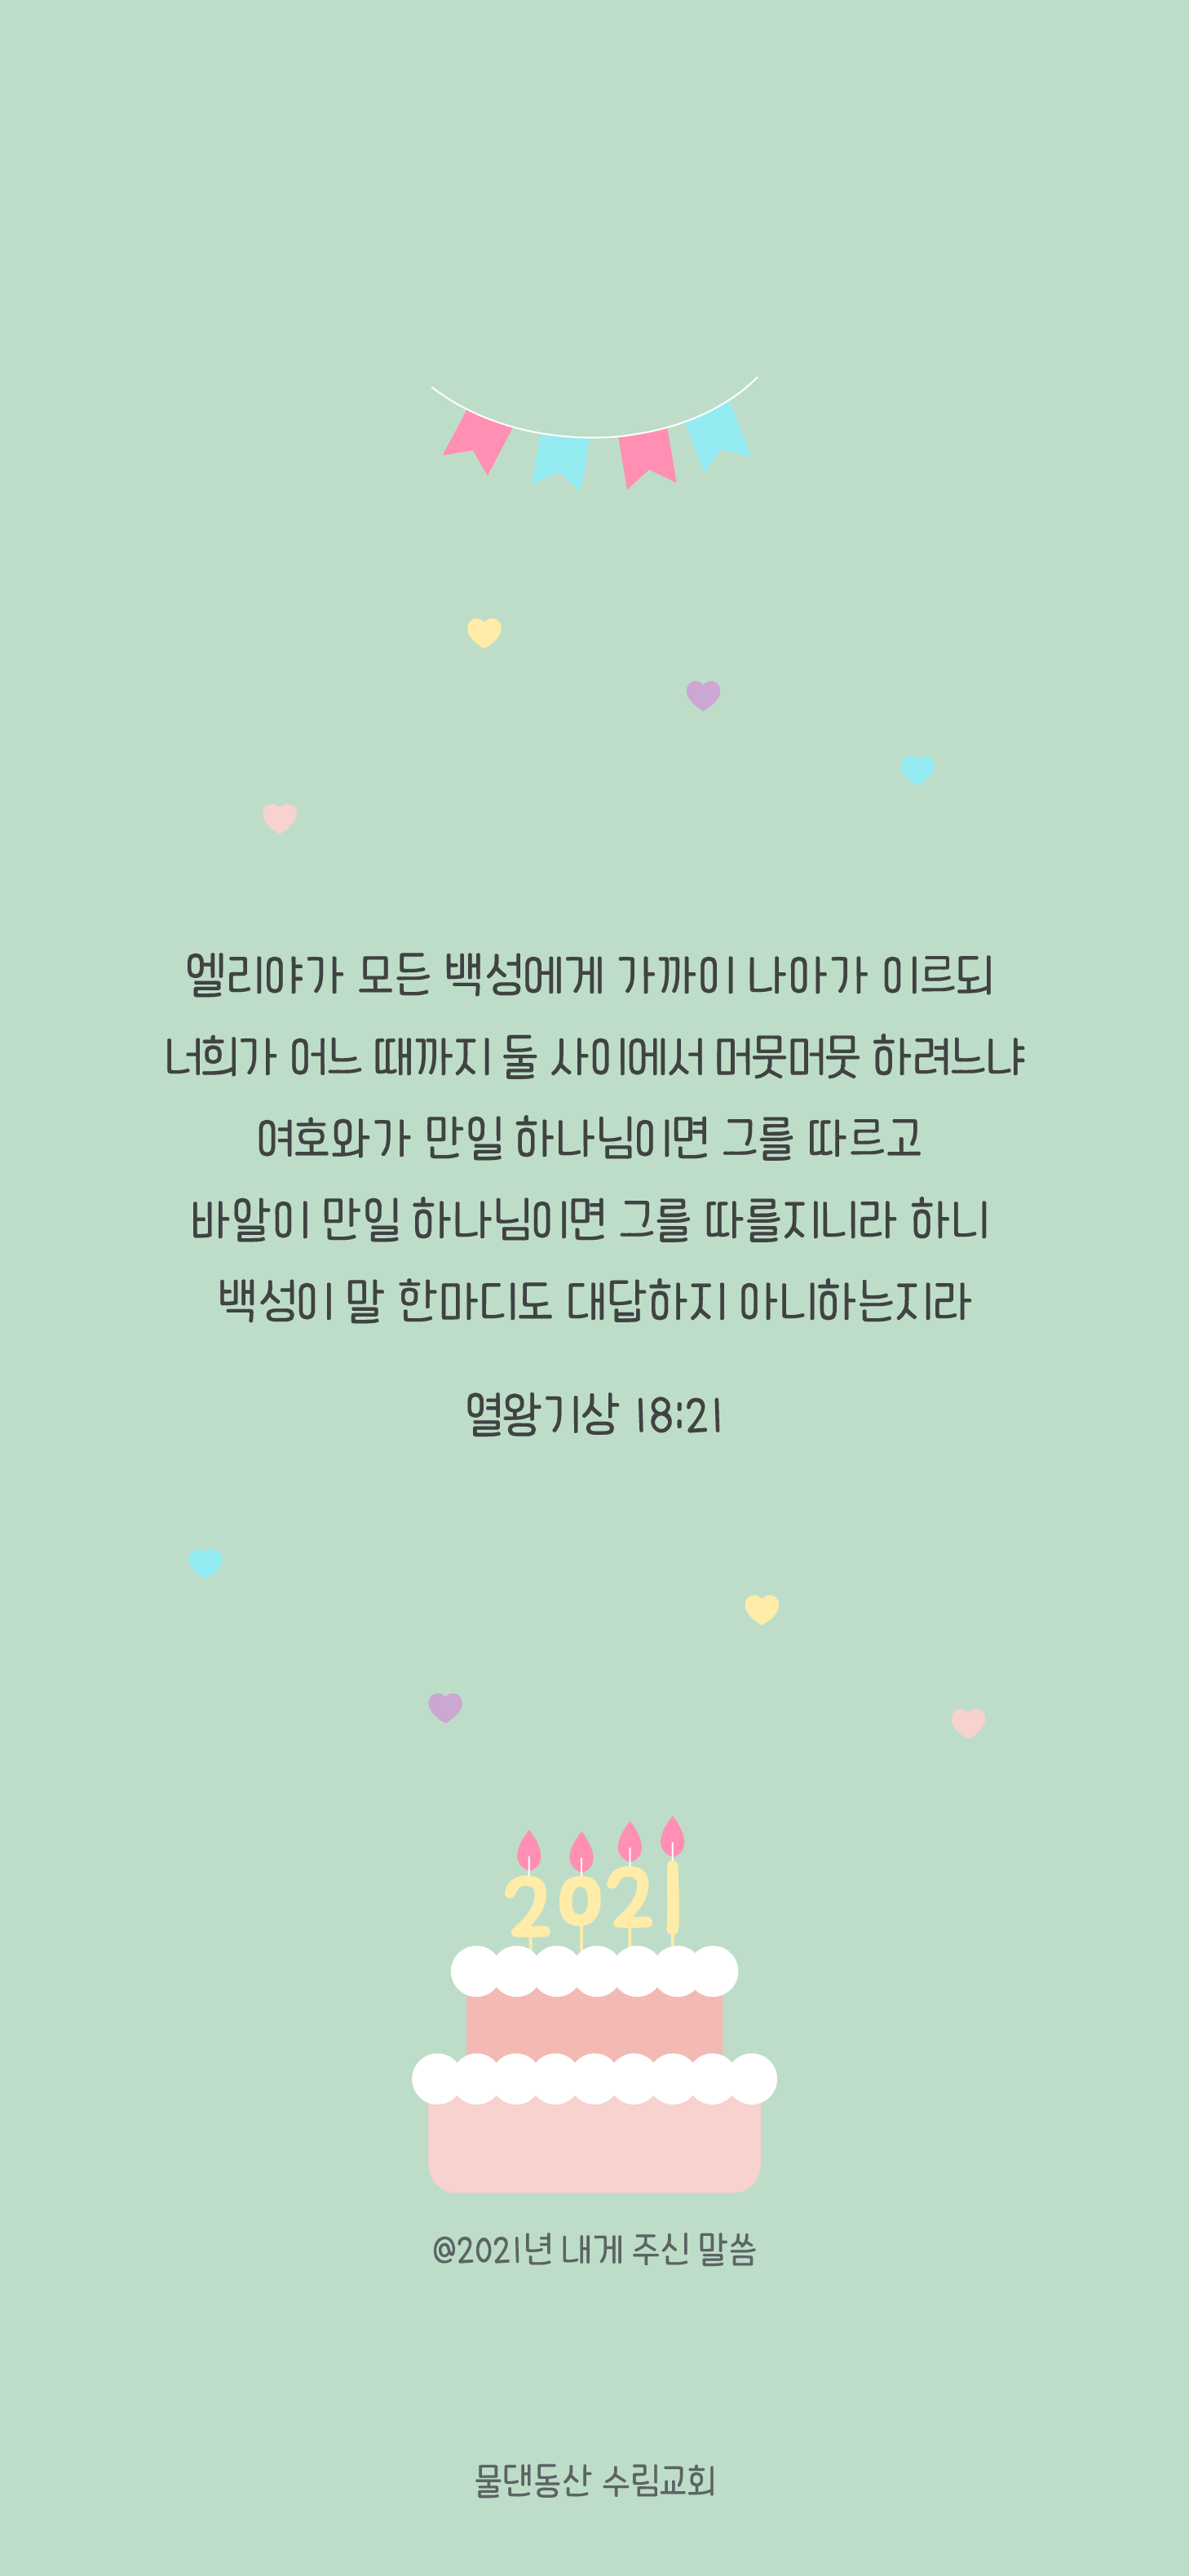 엘리야가 모든 백성에게 가까이 나아가 이르되
너희가 어느 때까지 둘 사이에서 머뭇머뭇 하려느냐
여호와가 만일 하나님이면 그를 따르고
바알이 만일 하나님이면 그를 따를지니라 하니
백성이 말 한마디도 대답하지 아니하는지라
열왕기상 18:21
2021
@2021년 내게 주신 말씀
물댄동산 수림교회